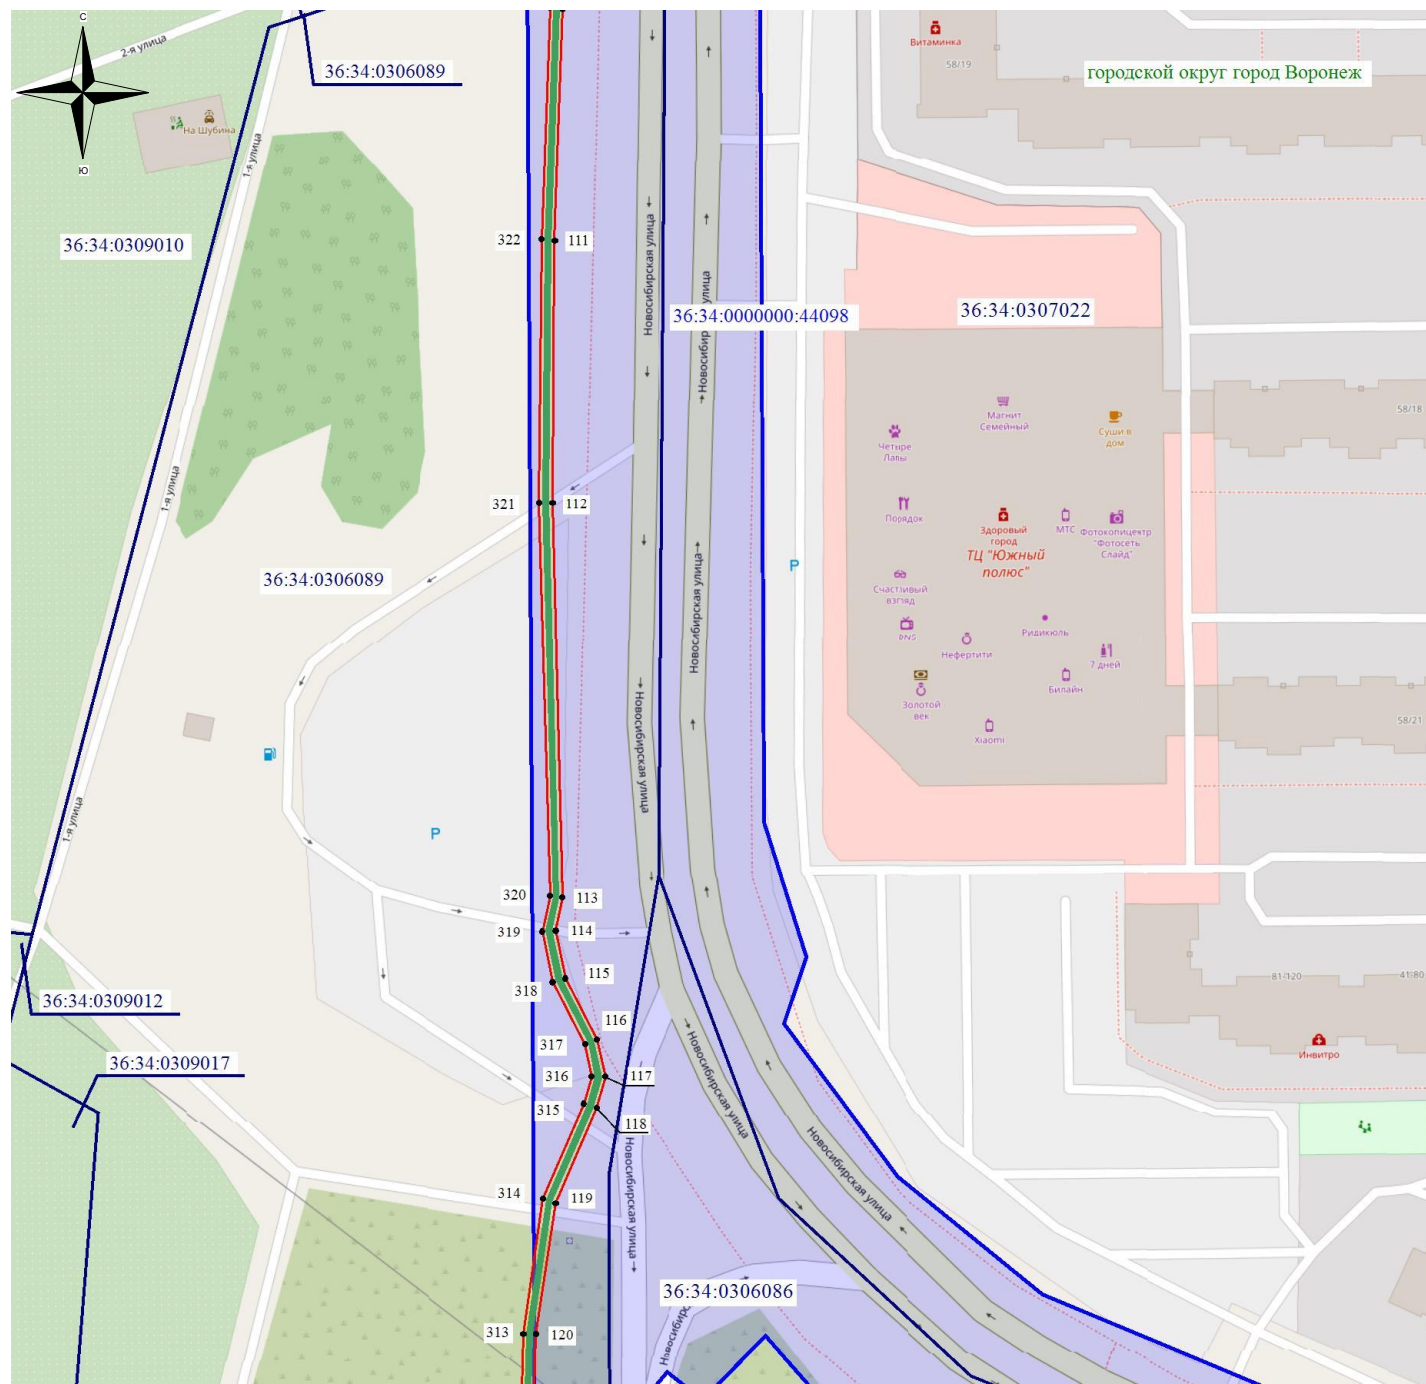 С
Ю
2-я улица
36:34:0306089
Витаминка
58/19
городской округ город Воронеж
На Шубина
1-я улица
36:34:0309010
322
111
Новосибирская улица
36:34:0000000:44098
36:34:0307022
Новосибирская улица
58/18
Магнит
Семейный
Суши в
дом
Четыре
Лапы
1-я улица
321
112
Порядок
Здоровый
город
МТС
Фотокопицентр
"Фотосеть
Слайд"
ТЦ "Южный
полюс"
P
36:34:0306089
Счастливый
взгляд
Новосибирская улица
DNS
Ридикюль
Нефертити
7 дней
Билайн
Золотой
век
Xiaomi
58/21
Новосибирская улица
1-я улица
P
320
113
319
114
115
318
81-120
41-80
36:34:0309012
116
317
Инвитро
36:34:0309017
316
117
315
118
Новосибирская улица
Новосибирская улица
Новосибирская улица
314
119
36:34:0306086
313
120